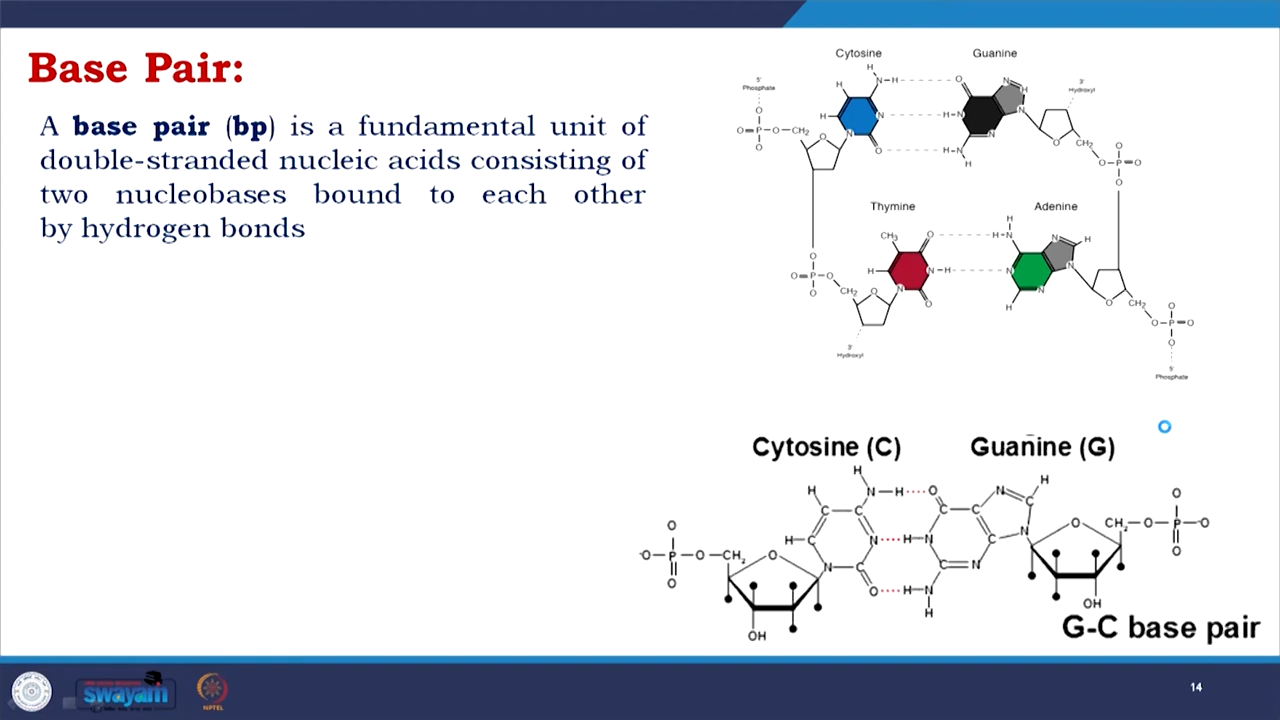 Base Pair:
A base pair (bp) is a fundamental unit of
double-stranded nucleic acids consisting of
two nucleobases bound to each other
by hydrogen bonds
Cytosine Guanine
5'
Phosphate
3'
Hydroxyl
Thymine Adenine
3'
Hydroxyl
5'
Phosphate
Cytosine (C) Guanine (G)
G-C base pair
swayam
NPTEL
14